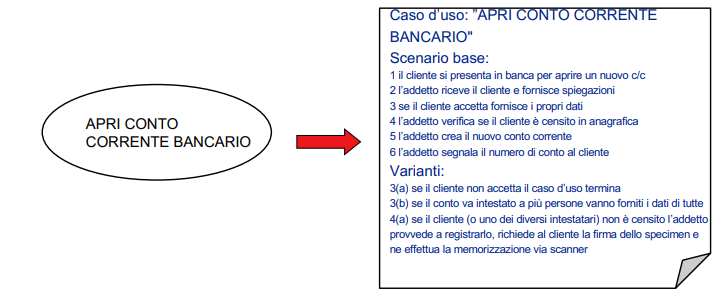 APRI CONTO
CORRENTE BANCARIO
Caso d'uso: "APRI CONTO CORRENTE
BANCARIO"
Scenario base:
1 il cliente si presenta in banca per aprire un nuovo c/c
2 l'addetto riceve il cliente e fornisce spiegazioni
3 se il cliente accetta fornisce i propri dati
4 l'addetto verifica se il cliente è censito in anagrafica
5 l'addetto crea il nuovo conto corrente
6 l'addetto segnala il numero di conto al cliente
Varianti:
3(a) se il cliente non accetta il caso d'uso termina
3(b) se il conto va intestato a più persone vanno forniti i dati di tutte
4(a) se il cliente (o uno dei diversi intestatari) non è censito l'addetto
provvede a registrarlo, richiede al cliente la firma dello specimen e
ne effettua la memorizzazione via scanner